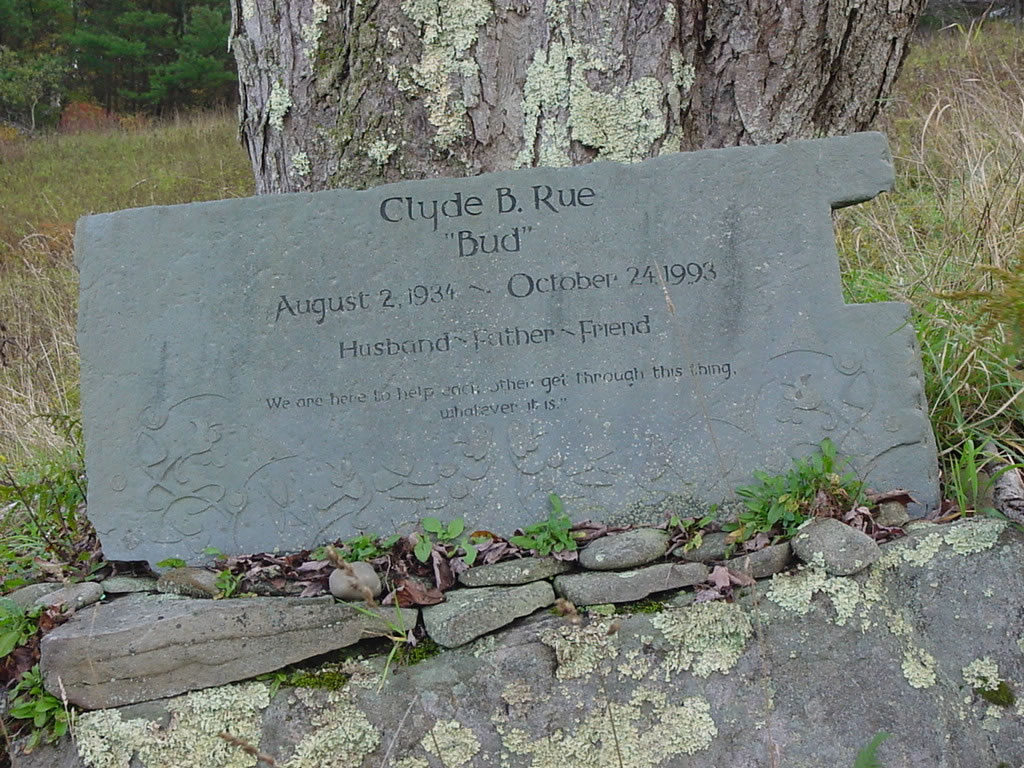 Clyde B. Rue
"Bud"
August 2, 1934 ~ October 24, 1993
Husband ~ Father ~ Friend
"We are here to help each other get through this thing,
whatever it is."